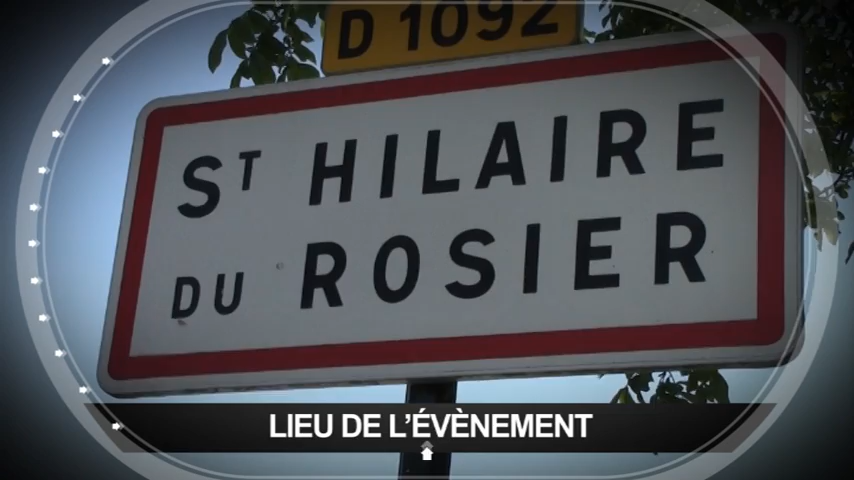 D 1092
ST HILAIRE
DU ROSIER
LIEU DE L'ÉVÈNEMENT